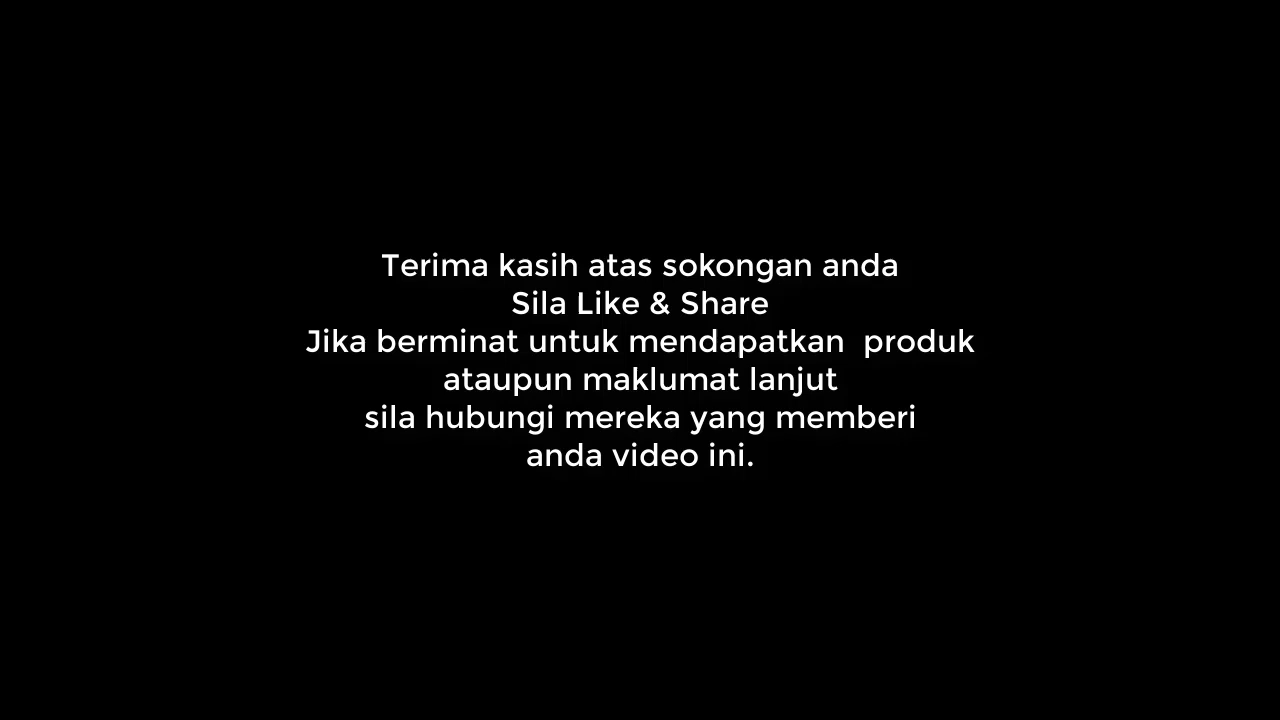 Terima kasih atas sokongan anda
Sila Like & Share
Jika berminat untuk mendapatkan  produk
ataupun maklumat lanjut
sila hubungi mereka yang memberi
anda video ini.